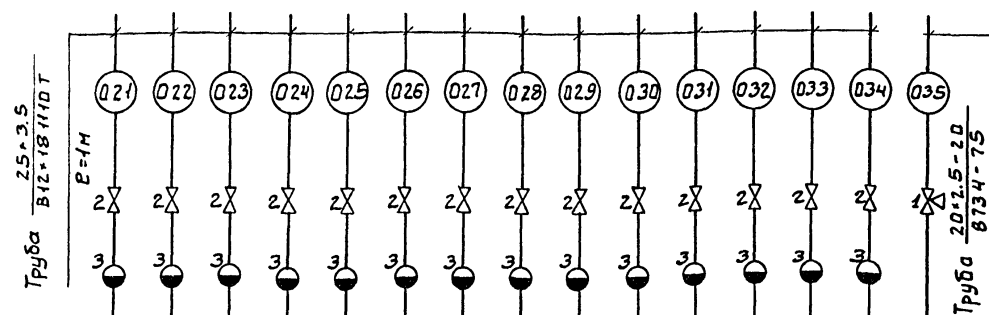 021 022 023 024 025 026 027 028 029 030 031 032 033 034 035
2 2 2 2 2 2 2 2 2 2 2 2 2 2 1
3 3 3 3 3 3 3 3 3 3 3 3 3 3
Труба 25×3.5
В12×18Н10Т
ℓ=1м
Труба 20×2.5-20
В734-75